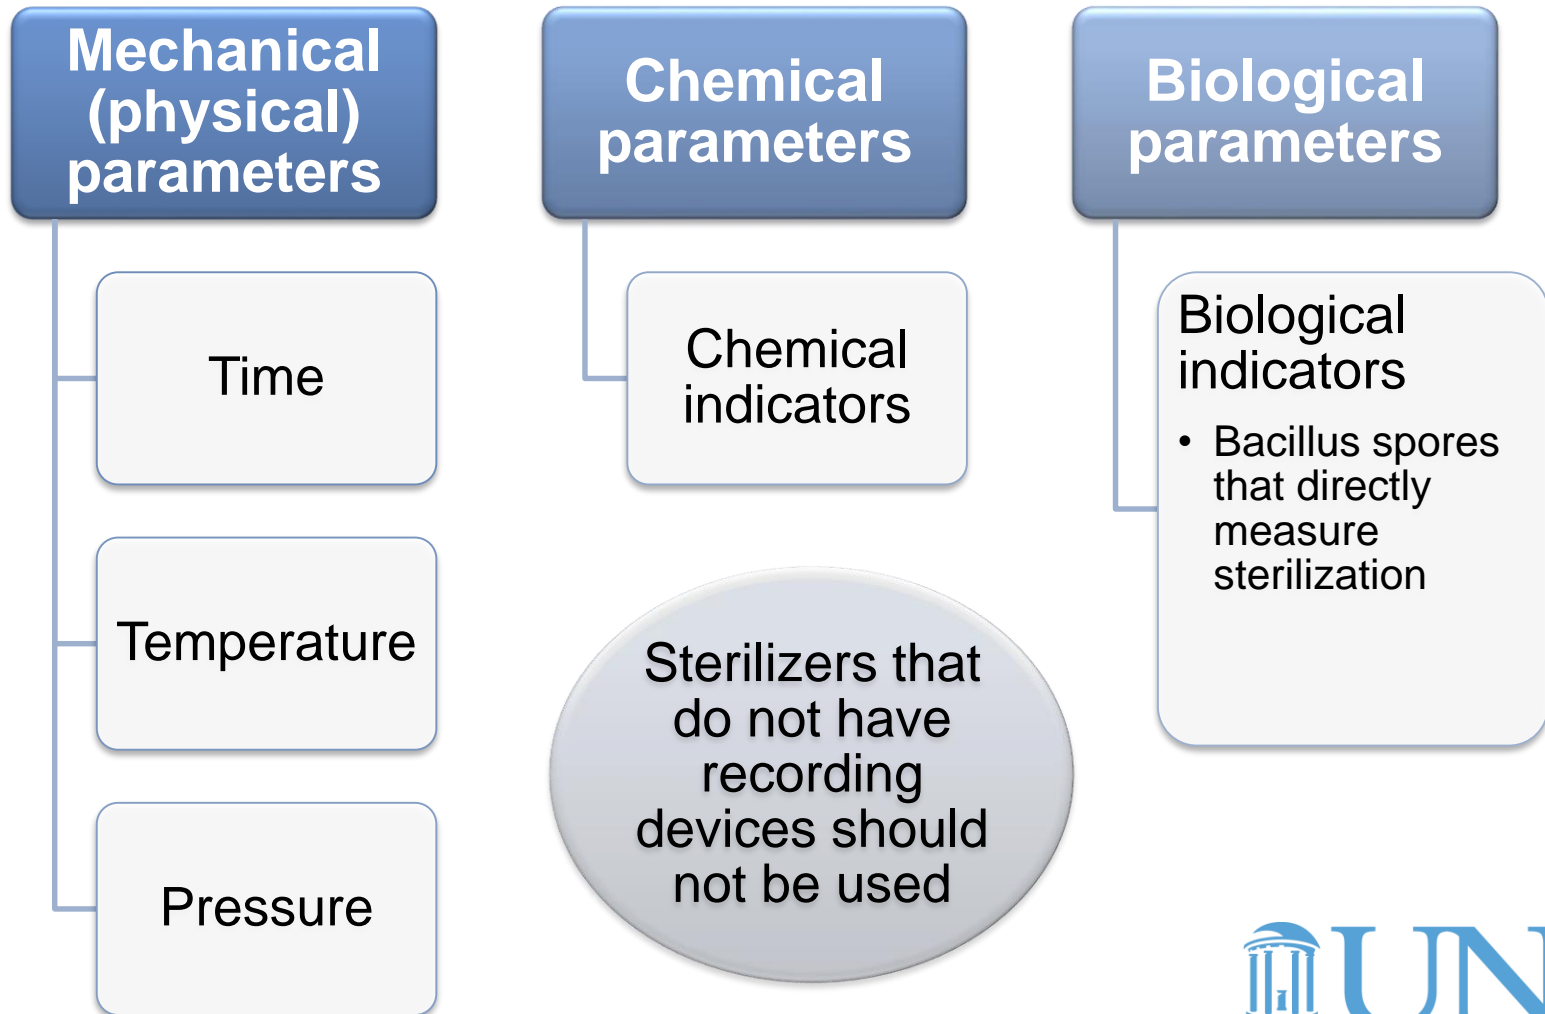 Mechanical
(physical)
parameters
Time
Temperature
Pressure
Chemical
parameters
Chemical
indicators
Sterilizers that
do not have
recording
devices should
not be used
Biological
parameters
Biological
indicators
• Bacillus spores
that directly
measure
sterilization
UN